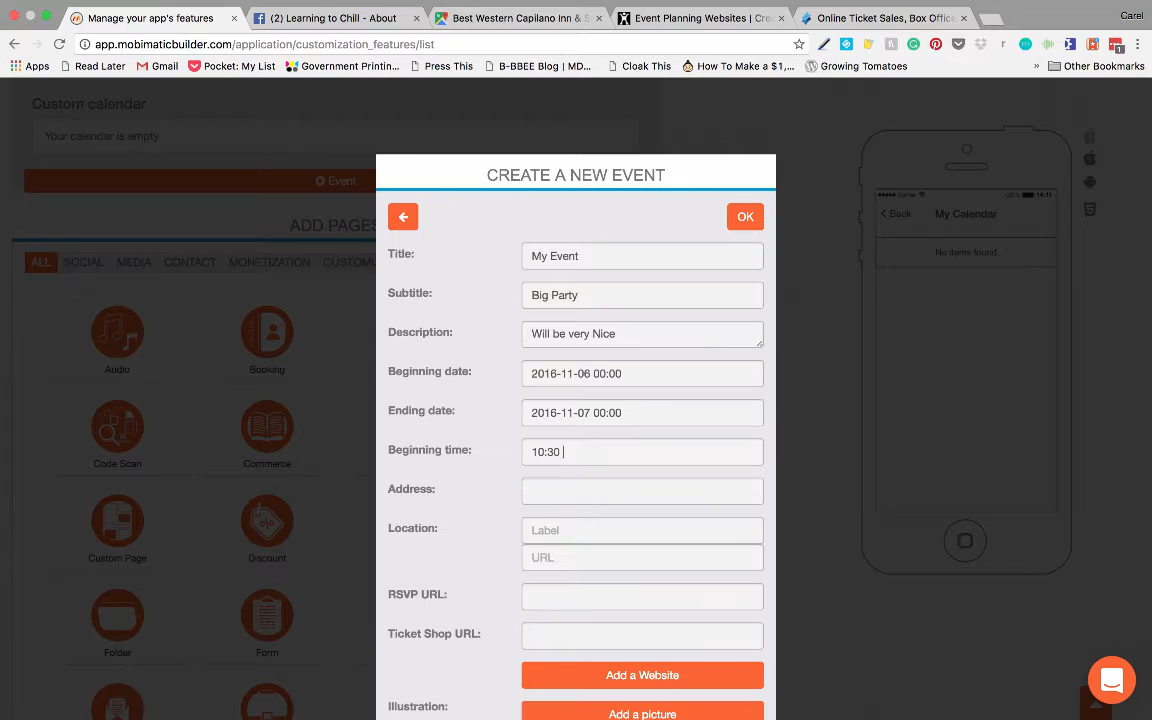 Manage your app's features
(2) Learning to Chill - About
Best Western Capilano Inn & S
Event Planning Websites | Cre
Online Ticket Sales, Box Office
Carel
app.mobimaticbuilder.com/application/customization_features/list
Apps
Read Later
Gmail
Pocket: My List
Government Printin...
Press This
B-BBEE Blog | MD...
Cloak This
How To Make a $1,...
Growing Tomatoes
»
Other Bookmarks
Custom calendar
Your calendar is empty
Event
ADD PAGES
ALL
SOCIAL
MEDIA
CONTACT
MONETIZATION
CUSTOM
Audio
Booking
Code Scan
Commerce
Custom Page
Discount
Folder
Form
CREATE A NEW EVENT
OK
Title:
My Event
Subtitle:
Big Party
Description:
Will be very Nice
Beginning date:
2016-11-06 00:00
Ending date:
2016-11-07 00:00
Beginning time:
10:30
Address:
Location:
Label
URL
RSVP URL:
Ticket Shop URL:
Add a Website
Illustration:
Add a picture
Carrier
100%
14:11
Back
My Calendar
No items found